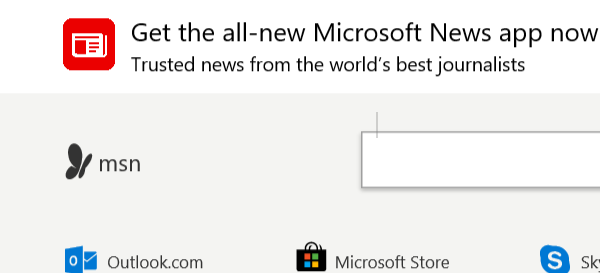 Get the all-new Microsoft News app now
Trusted news from the world's best journalists
msn
Outlook.com Microsoft Store